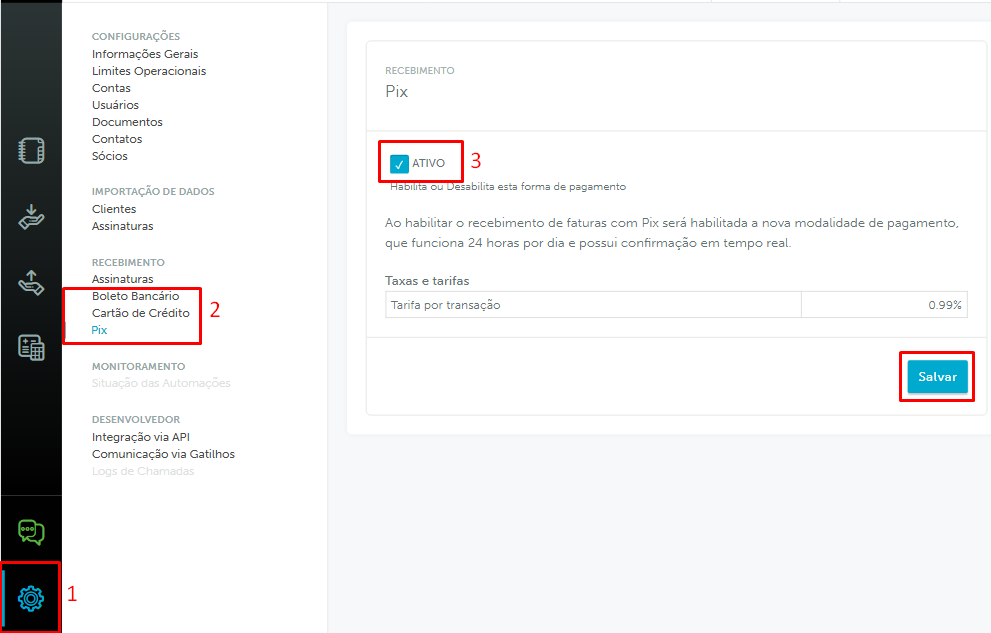 CONFIGURAÇÕES
Informações Gerais
Limites Operacionais
Contas
Usuários
Documentos
Contatos
Sócios
IMPORTAÇÃO DE DADOS
Clientes
Assinaturas
RECEBIMENTO
Assinaturas
Boleto Bancário
Cartão de Crédito
Pix
2
MONITORAMENTO
Situação das Automações
DESENVOLVEDOR
Integração via API
Comunicação via Gatilhos
Logs de Chamadas
1
RECEBIMENTO
Pix
ATIVO
3
Habilita ou Desabilita esta forma de pagamento
Ao habilitar o recebimento de faturas com Pix será habilitada a nova modalidade de pagamento,
que funciona 24 horas por dia e possui confirmação em tempo real.
Taxas e tarifas
Tarifa por transação 0.99%
Salvar